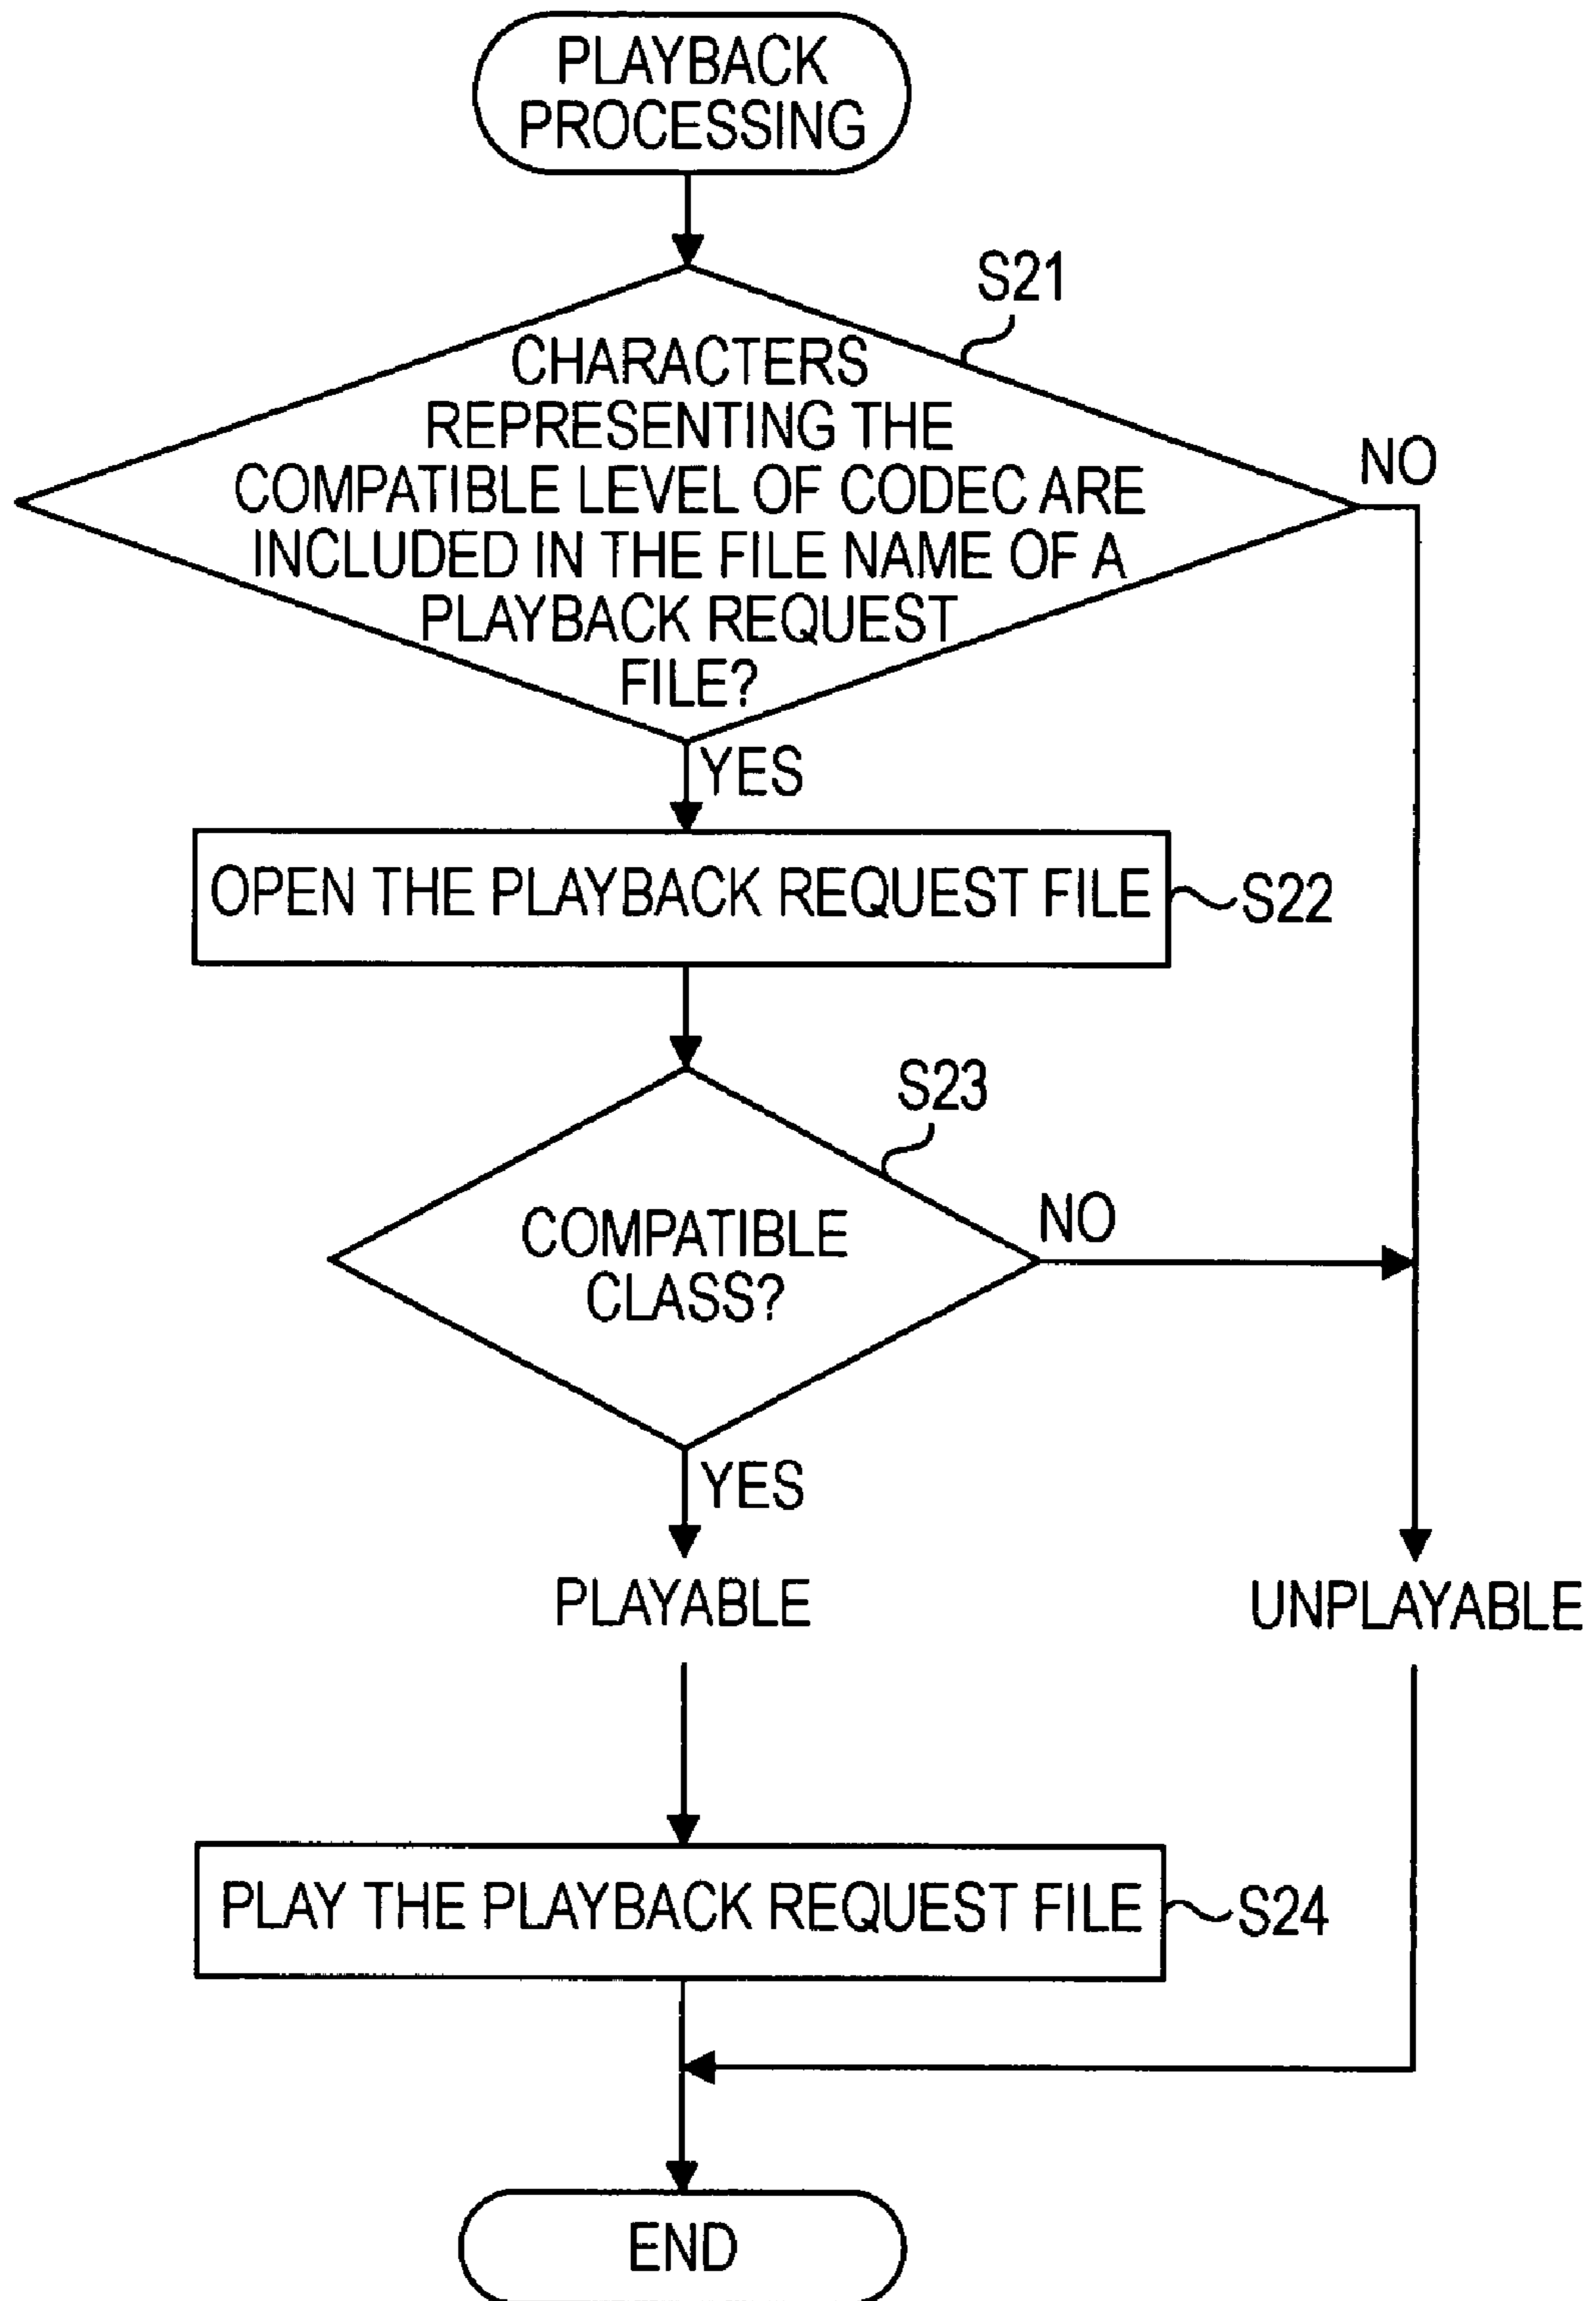 PLAYBACK
PROCESSING
S21
CHARACTERS
REPRESENTING THE
COMPATIBLE LEVEL OF CODEC ARE
INCLUDED IN THE FILE NAME OF A
PLAYBACK REQUEST
FILE?
NO
YES
OPEN THE PLAYBACK REQUEST FILE
S22
S23
COMPATIBLE
CLASS?
NO
YES
PLAYABLE
UNPLAYABLE
PLAY THE PLAYBACK REQUEST FILE
S24
END